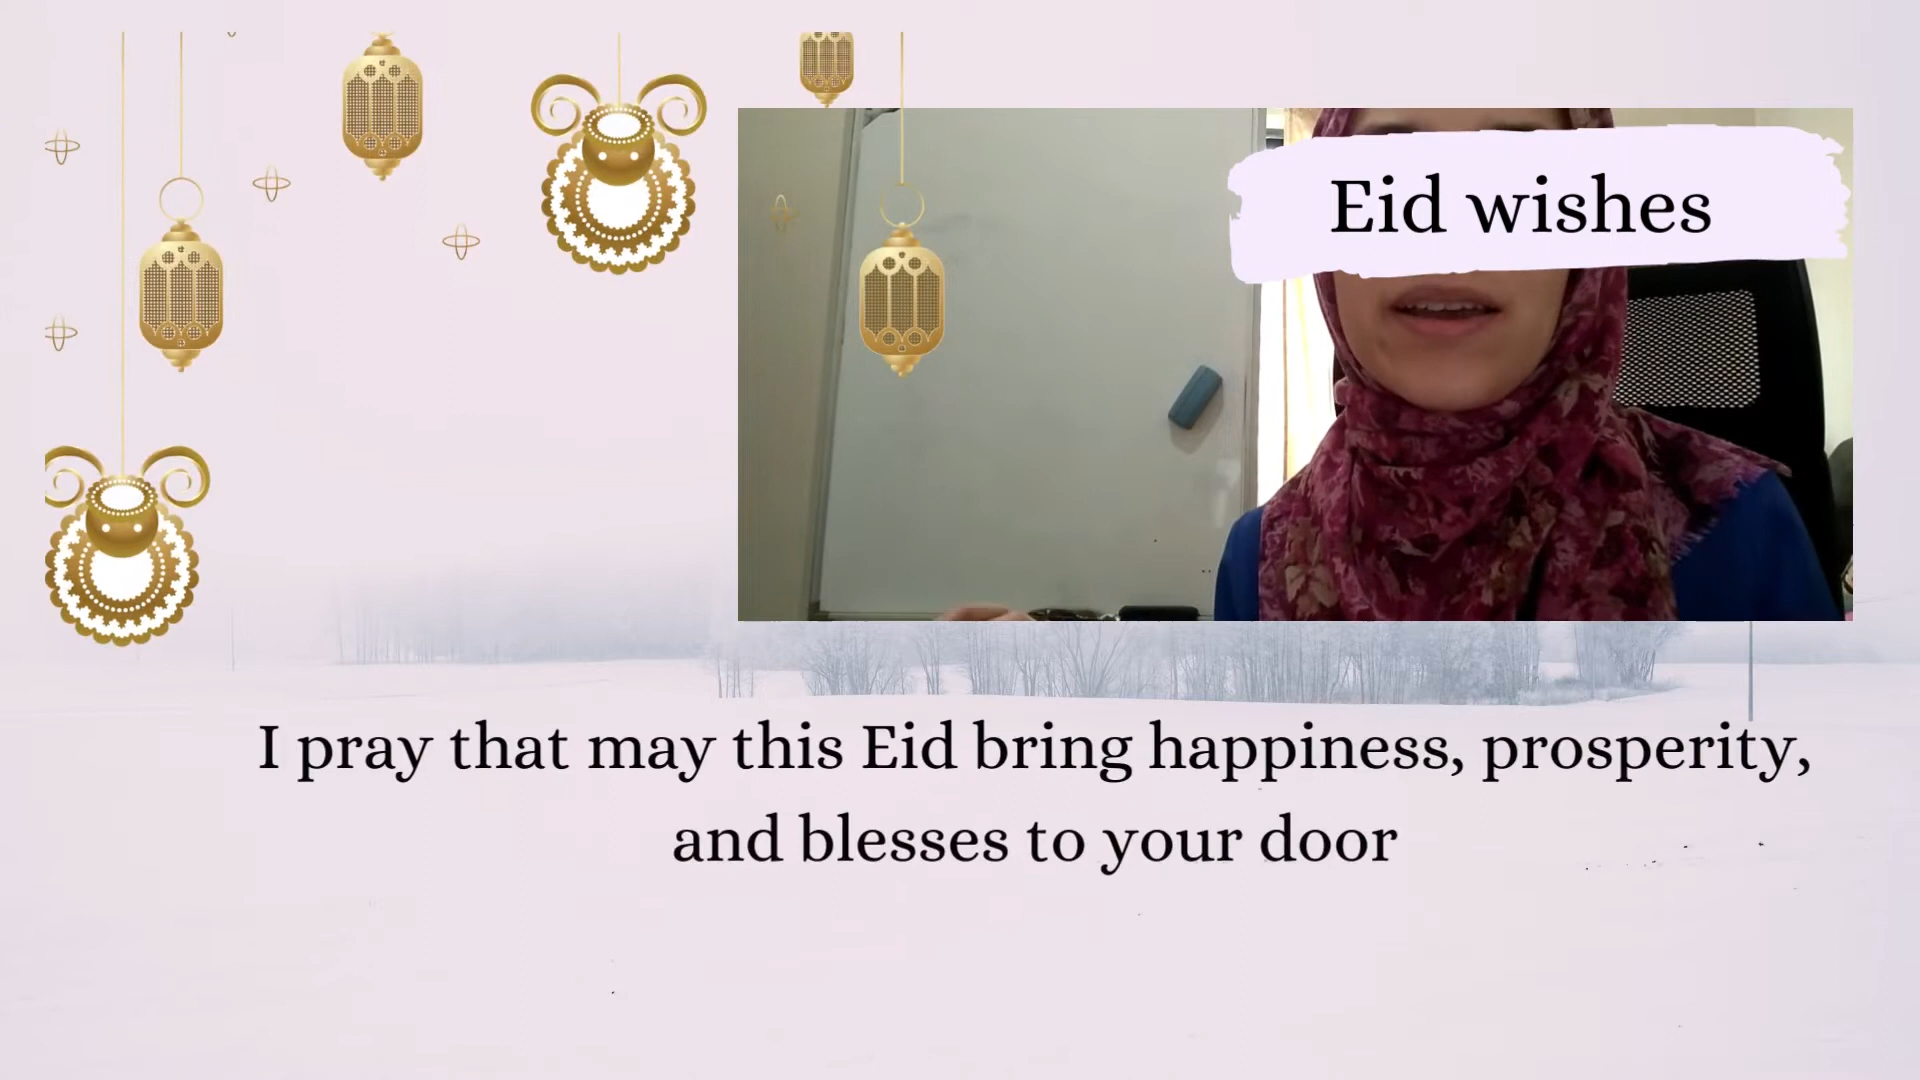 Eid wishes
I pray that may this Eid bring happiness, prosperity,
and blesses to your door